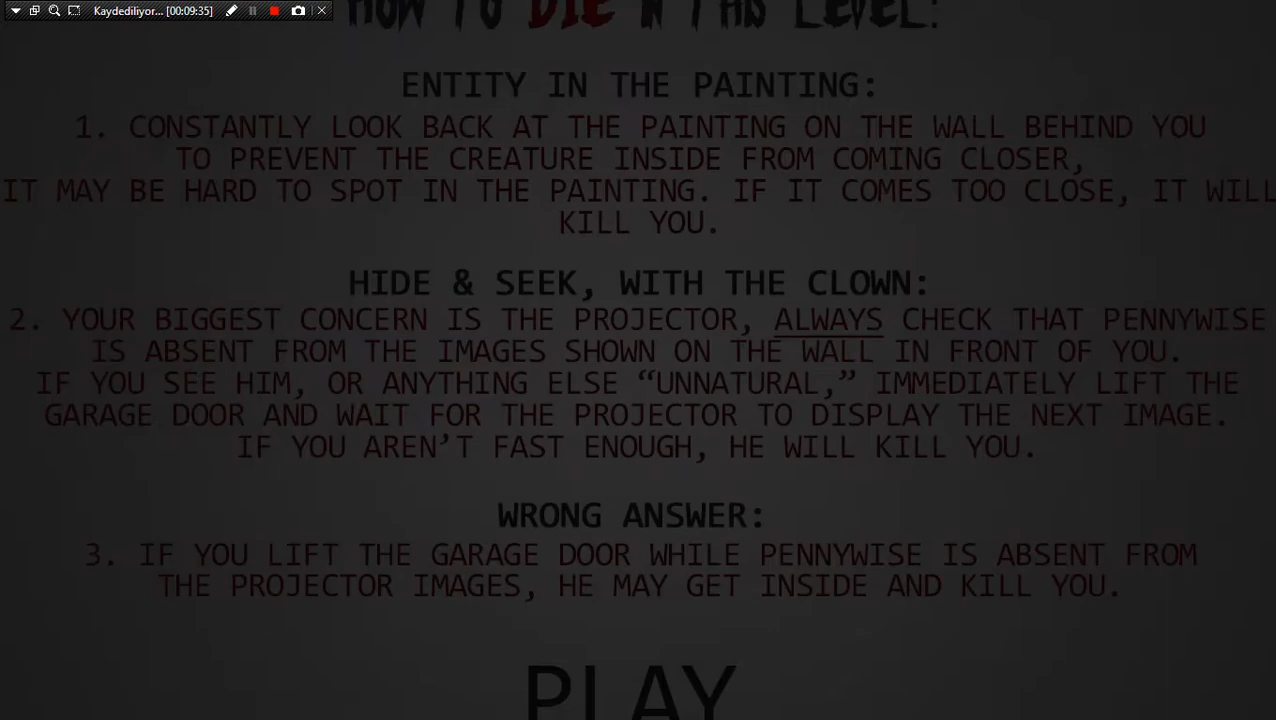 Kaydediliyor... [00:09:35]
HOW TO DIE N THIS LEVEL:
ENTITY IN THE PAINTING:
1. CONSTANTLY LOOK BACK AT THE PAINTING ON THE WALL BEHIND YOU
TO PREVENT THE CREATURE INSIDE FROM COMING CLOSER,
IT MAY BE HARD TO SPOT IN THE PAINTING. IF IT COMES TOO CLOSE, IT WILL
KILL YOU.
HIDE & SEEK, WITH THE CLOWN:
2. YOUR BIGGEST CONCERN IS THE PROJECTOR, ALWAYS CHECK THAT PENNYWISE
IS ABSENT FROM THE IMAGES SHOWN ON THE WALL IN FRONT OF YOU.
IF YOU SEE HIM, OR ANYTHING ELSE “UNNATURAL,” IMMEDIATELY LIFT THE
GARAGE DOOR AND WAIT FOR THE PROJECTOR TO DISPLAY THE NEXT IMAGE.
IF YOU AREN’T FAST ENOUGH, HE WILL KILL YOU.
WRONG ANSWER:
3. IF YOU LIFT THE GARAGE DOOR WHILE PENNYWISE IS ABSENT FROM
THE PROJECTOR IMAGES, HE MAY GET INSIDE AND KILL YOU.
PLAY